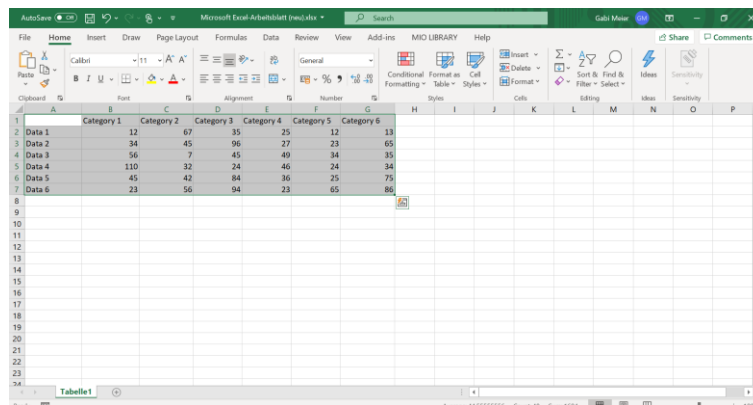 AutoSave Off Microsoft Excel-Arbeitsblatt (neu).xlsx Search Gabi Meier GM
File Home Insert Draw Page Layout Formulas Data Review View Add-ins MIO LIBRARY Help Share Comments
Paste Calibri 11 General Conditional Formatting Format as Table Cell Styles Insert Delete Format Sort & Filter Find & Select Ideas Sensitivity
Clipboard Font Alignment Number Styles Cells Editing Ideas Sensitivity
A B C D E F G H I J K L M N O P
1 Category 1 Category 2 Category 3 Category 4 Category 5 Category 6
2 Data 1 12 67 35 25 12 13
3 Data 2 34 45 96 27 23 65
4 Data 3 56 7 45 49 34 35
5 Data 4 110 32 24 46 24 34
6 Data 5 45 42 84 36 25 75
7 Data 6 23 56 94 23 65 86
8
9
10
11
12
13
14
15
16
17
18
19
20
21
22
23
24
Tabelle1